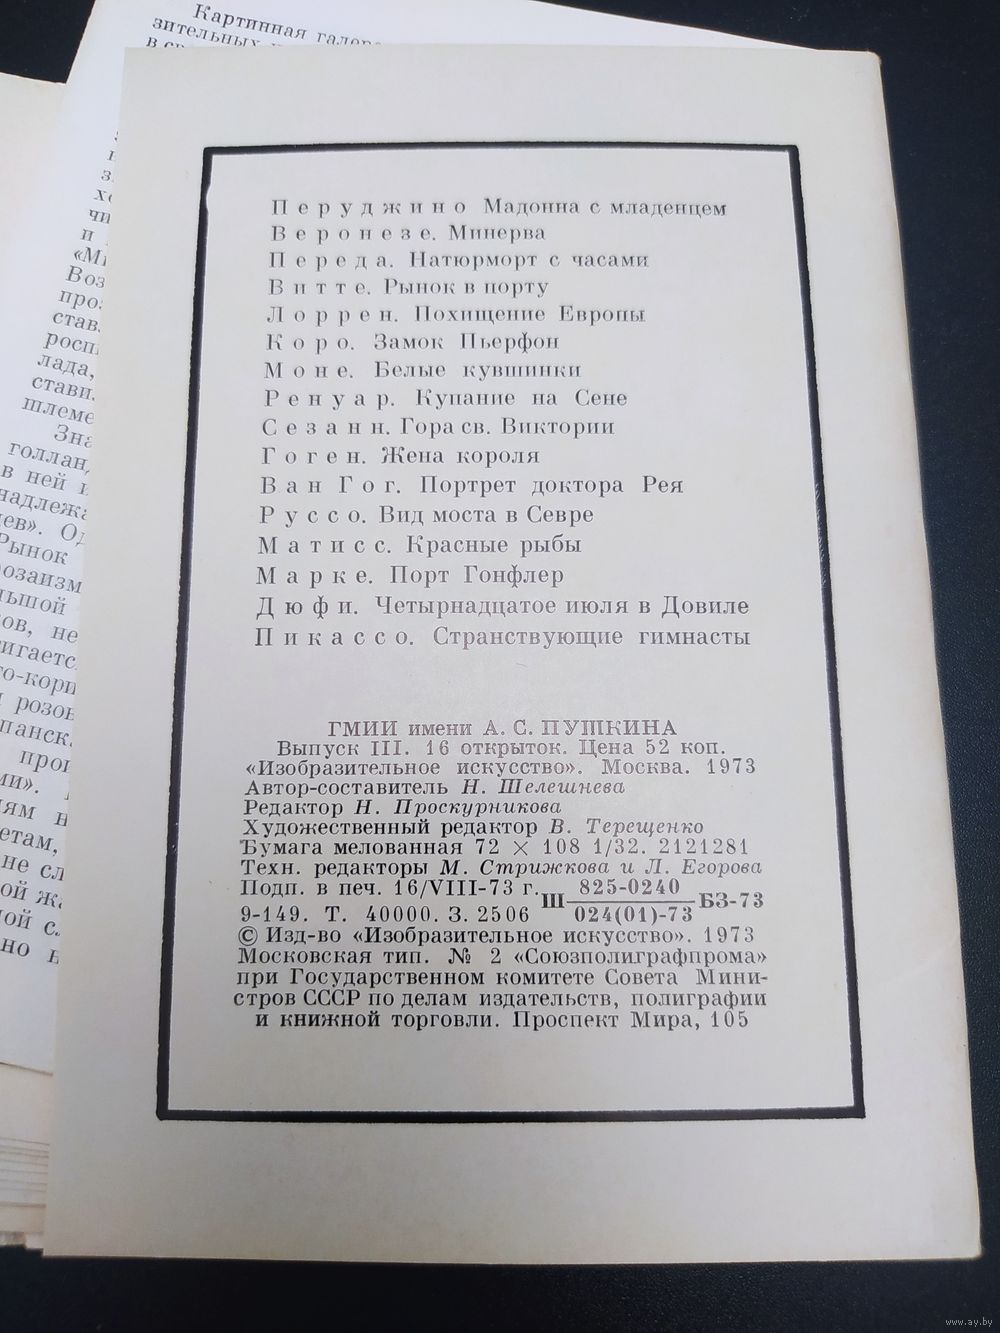 Картинная
зительных
Перуджино Мадонна с младенцем
Веронезе. Минерва
Переда. Натюрморт с часами
Витте. Рынок в порту
Лоррен. Похищение Европы
Коро. Замок Пьерфон
Моне. Белые кувшинки
Ренуар. Купание на Сене
Сезанн. Гора св. Виктории
Гоген. Жена короля
Ван Гог. Портрет доктора Рея
Руссо. Вид моста в Севре
Матисс. Красные рыбы
Марке. Порт Гонфлер
Дюфи. Четырнадцатое июля в Довиле
Пикассо. Странствующие гимнасты
ГМИИ имени А. С. ПУШКИНА
Выпуск III. 16 открыток. Цена 52 коп.
«Изобразительное искусство». Москва. 1973
Автор-составитель Н. Шелешнева
Редактор Н. Проскурникова
Художественный редактор В. Терещенко
Бумага мелованная 72 × 108 1/32. 2121281
Техн. редакторы М. Стрижкова и Л. Егорова
Подп. в печ. 16/VIII-73 г. Ш 825-0240 БЗ-73
9-149. Т. 40000. З. 2506 024(01)-73
© Изд-во «Изобразительное искусство». 1973
Московская тип. № 2 «Союзполиграфпрома»
при Государственном комитете Совета Мини-
стров СССР по делам издательств, полиграфии
и книжной торговли. Проспект Мира, 105
www.ay.by